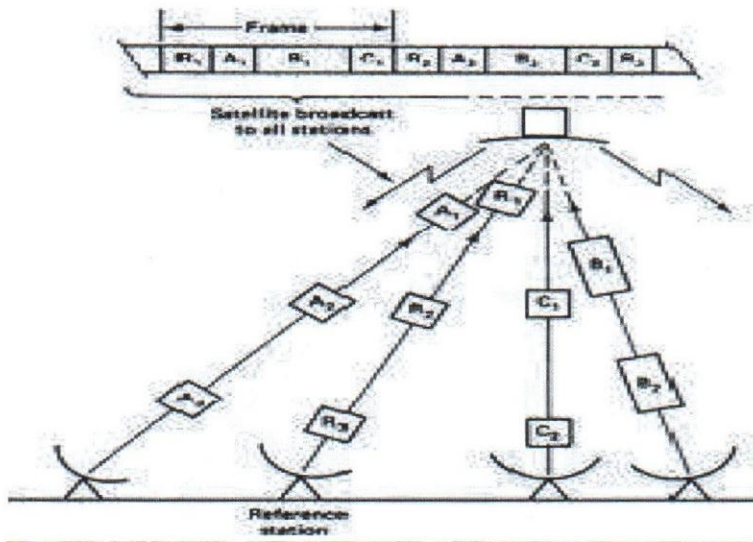 Frame
R₁ A₁ B₁ C₁ R₂ A₂ B₂ C₂ R₃
Satellite broadcast
to all stations
A₁ R₁
B₁
A₂ R₂ C₁
B₂
R₃ C₂
Reference
station